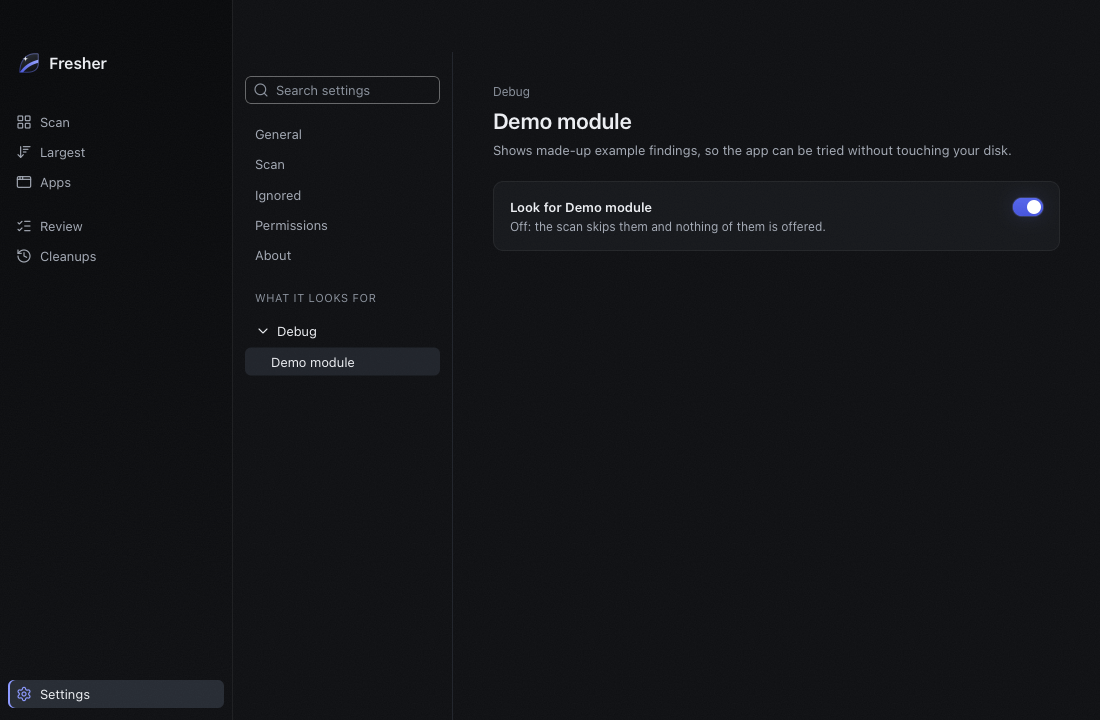 Fresher
Scan
Largest
Apps
Review
Cleanups
Settings
Search settings
General
Scan
Ignored
Permissions
About
WHAT IT LOOKS FOR
Debug
Demo module
Debug
Demo module
Shows made-up example findings, so the app can be tried without touching your disk.
Look for Demo module
Off: the scan skips them and nothing of them is offered.